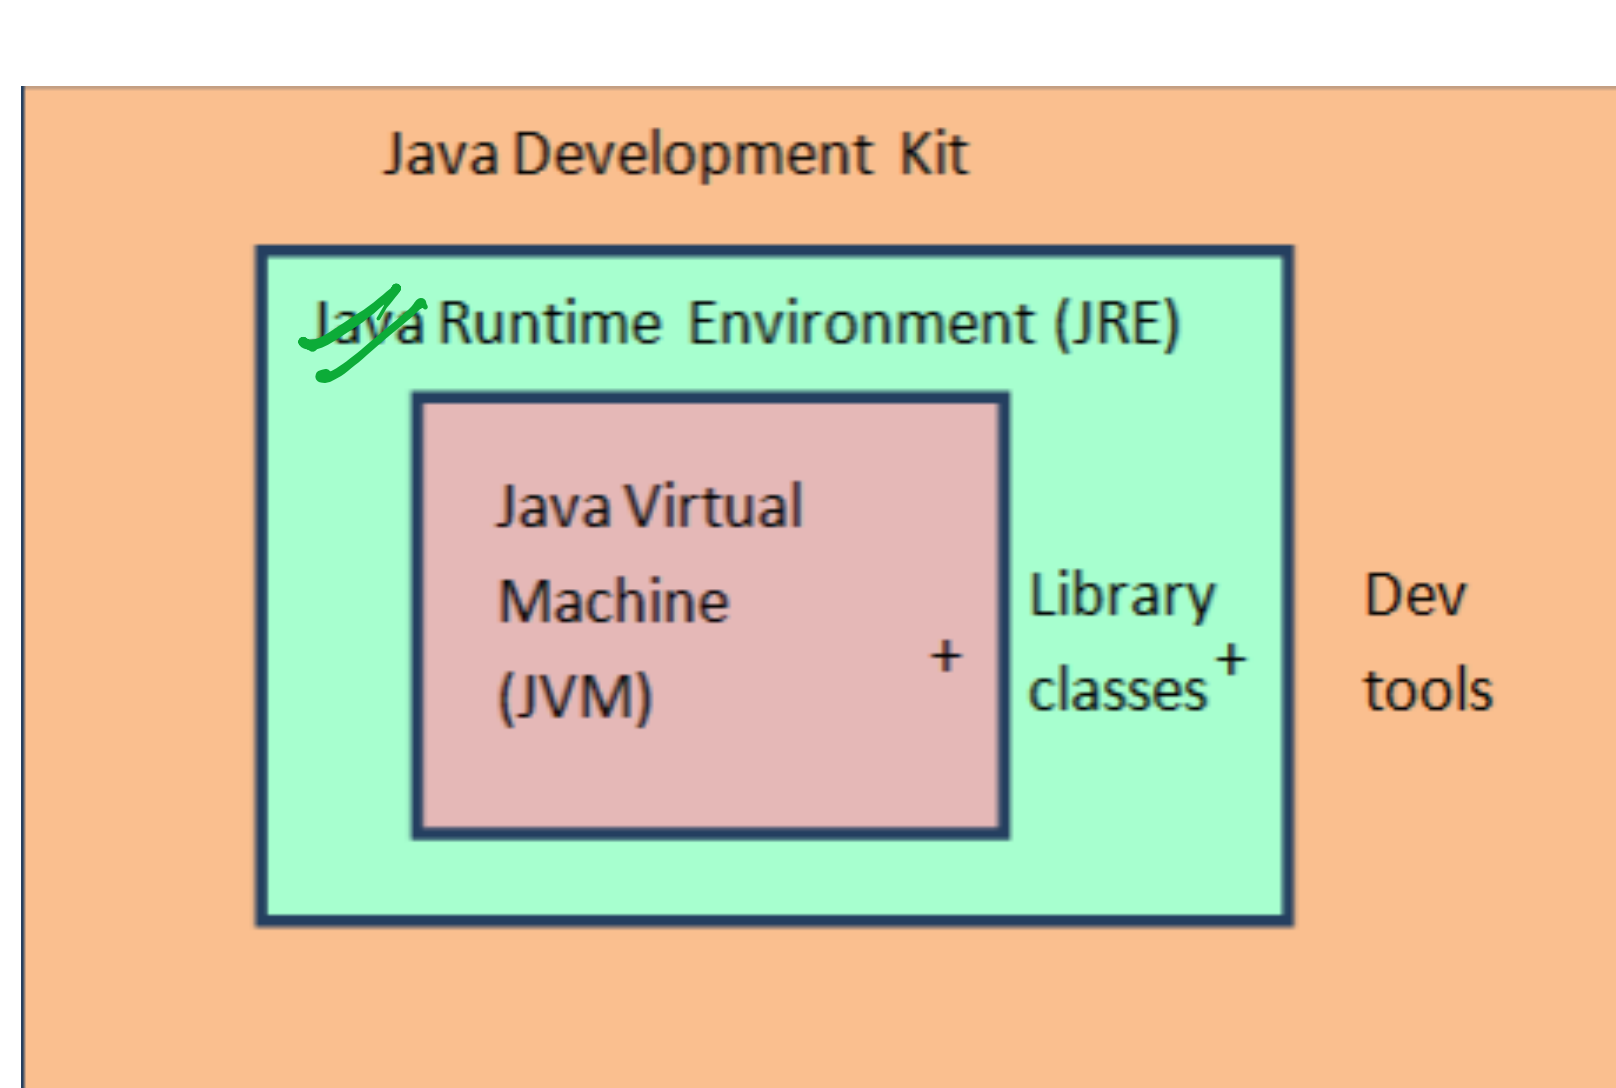 Java Development Kit
Java Runtime Environment (JRE)
Java Virtual
Machine
(JVM)
+
Library
classes
+
Dev
tools